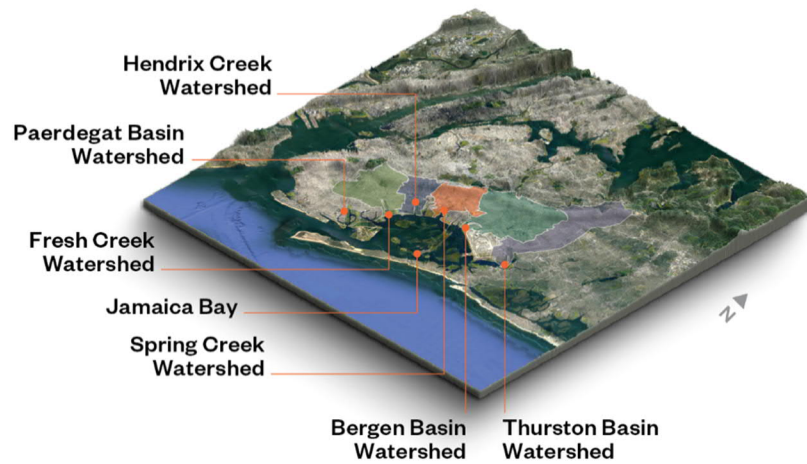 Hendrix Creek
Watershed
Paerdegat Basin
Watershed
Fresh Creek
Watershed
Jamaica Bay
Spring Creek
Watershed
Bergen Basin
Watershed
Thurston Basin
Watershed
N